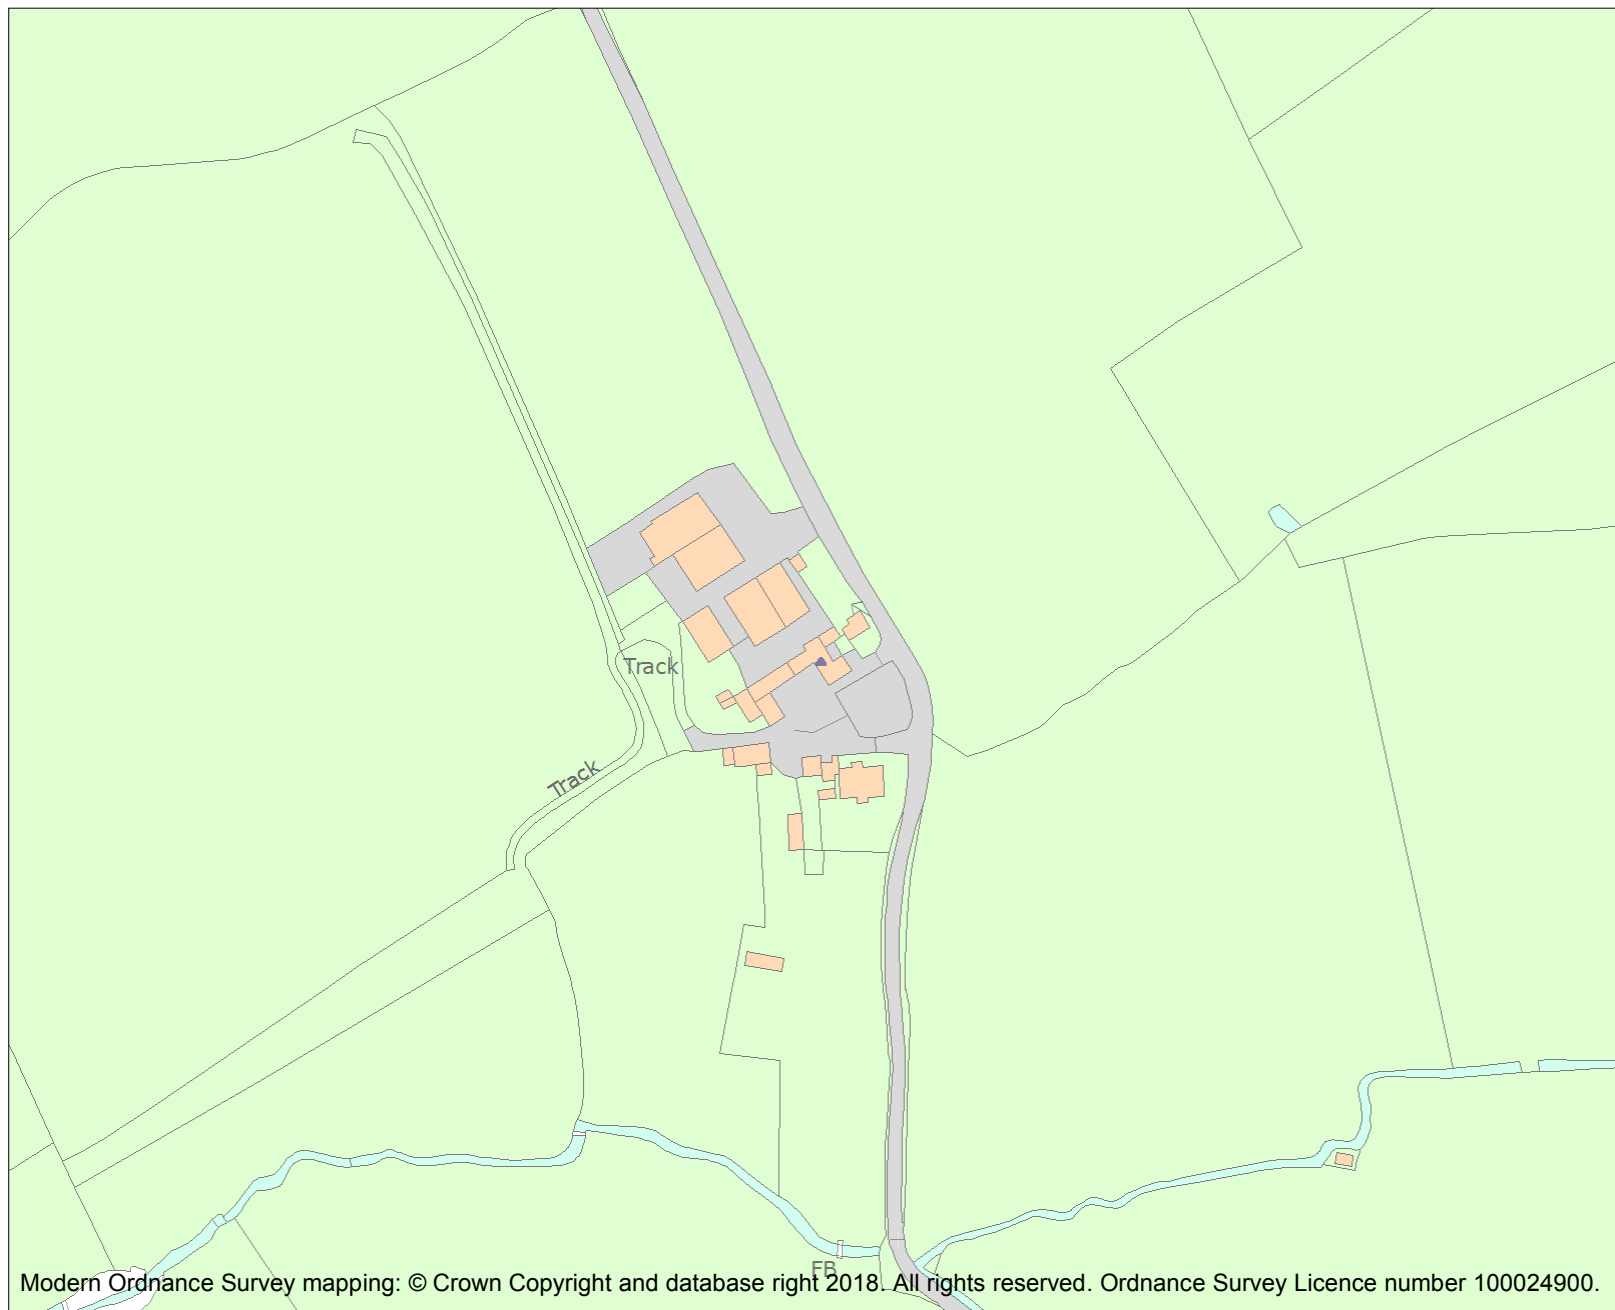 Track
Track
FB
Modern Ordnance Survey mapping: © Crown Copyright and database right 2018. All rights reserved. Ordnance Survey Licence number 100024900.